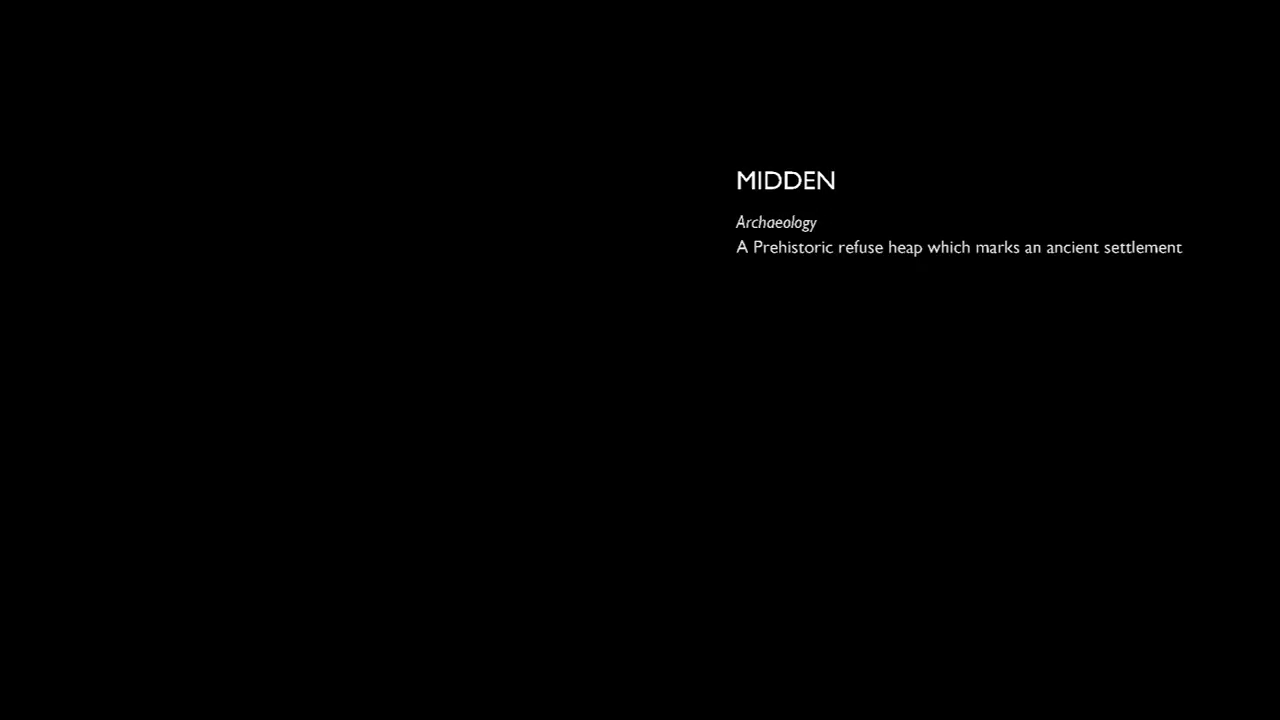 MIDDEN
Archaeology
A Prehistoric refuse heap which marks an ancient settlement